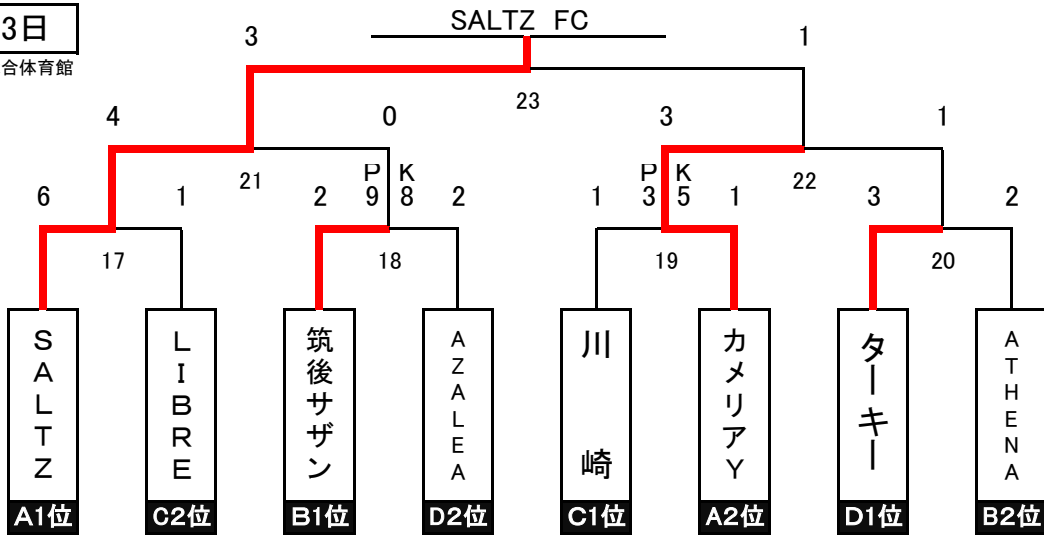 3日
合体育館
SALTZ FC
3
1
23
4
0
3
1
21
22
P K
9 8
P K
3 5
6
1
2
2
1
1
3
2
17
18
19
20
SALTZ
LIBRE
筑後サザン
AZALEA
川崎
カメリアY
ターキー
ATHENA
A1位
C2位
B1位
D2位
C1位
A2位
D1位
B2位